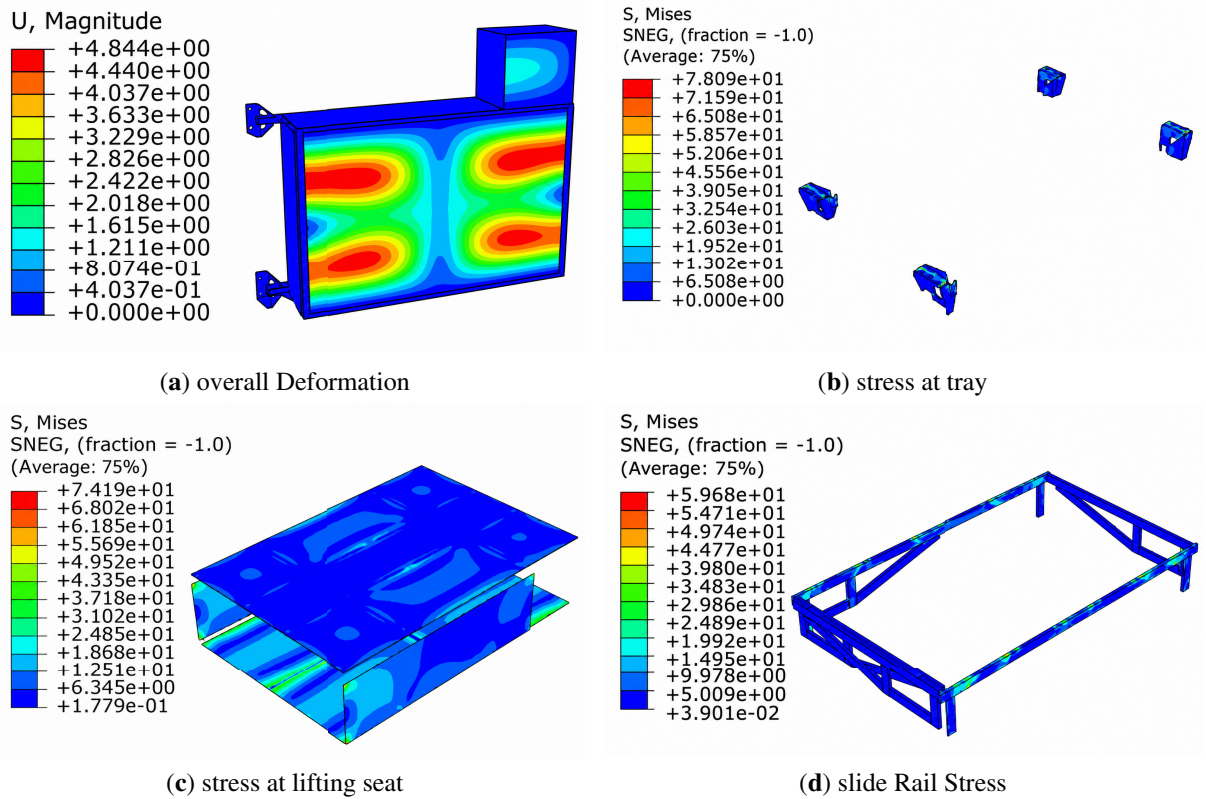 U, Magnitude
+4.844e+00
+4.440e+00
+4.037e+00
+3.633e+00
+3.229e+00
+2.826e+00
+2.422e+00
+2.018e+00
+1.615e+00
+1.211e+00
+8.074e-01
+4.037e-01
+0.000e+00
(a) overall Deformation
S, Mises
SNEG, (fraction = -1.0)
(Average: 75%)
+7.809e+01
+7.159e+01
+6.508e+01
+5.857e+01
+5.206e+01
+4.556e+01
+3.905e+01
+3.254e+01
+2.603e+01
+1.952e+01
+1.302e+01
+6.508e+00
+0.000e+00
(b) stress at tray
S, Mises
SNEG, (fraction = -1.0)
(Average: 75%)
+7.419e+01
+6.802e+01
+6.185e+01
+5.569e+01
+4.952e+01
+4.335e+01
+3.718e+01
+3.102e+01
+2.485e+01
+1.868e+01
+1.251e+01
+6.345e+00
+1.779e-01
(c) stress at lifting seat
S, Mises
SNEG, (fraction = -1.0)
(Average: 75%)
+5.968e+01
+5.471e+01
+4.974e+01
+4.477e+01
+3.980e+01
+3.483e+01
+2.986e+01
+2.489e+01
+1.992e+01
+1.495e+01
+9.978e+00
+5.009e+00
+3.901e-02
(d) slide Rail Stress